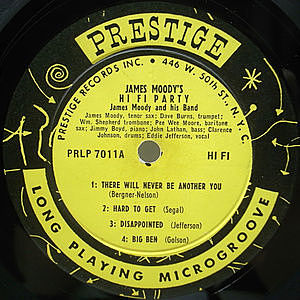 PRESTIGE
PRESTIGE RECORDS INC. • 446 W. 50th ST., N.Y.C.
JAMES MOODY'S
HI FI PARTY
James Moody and his Band
James Moody, tenor sax; Dave Burns, trumpet;
Wm. Shepherd trombone; Pee Wee Moore, baritone
sax; Jimmy Boyd, piano; John Lathan, bass; Clarence
Johnson, drums; Eddie Jefferson, vocal
PRLP 7011A HI FI
1: THERE WILL NEVER BE ANOTHER YOU
(Bergner-Nelson)
2: HARD TO GET (Segal)
3: DISAPPOINTED (Jefferson)
4: BIG BEN (Golson)
LONG PLAYING MICROGROOVE